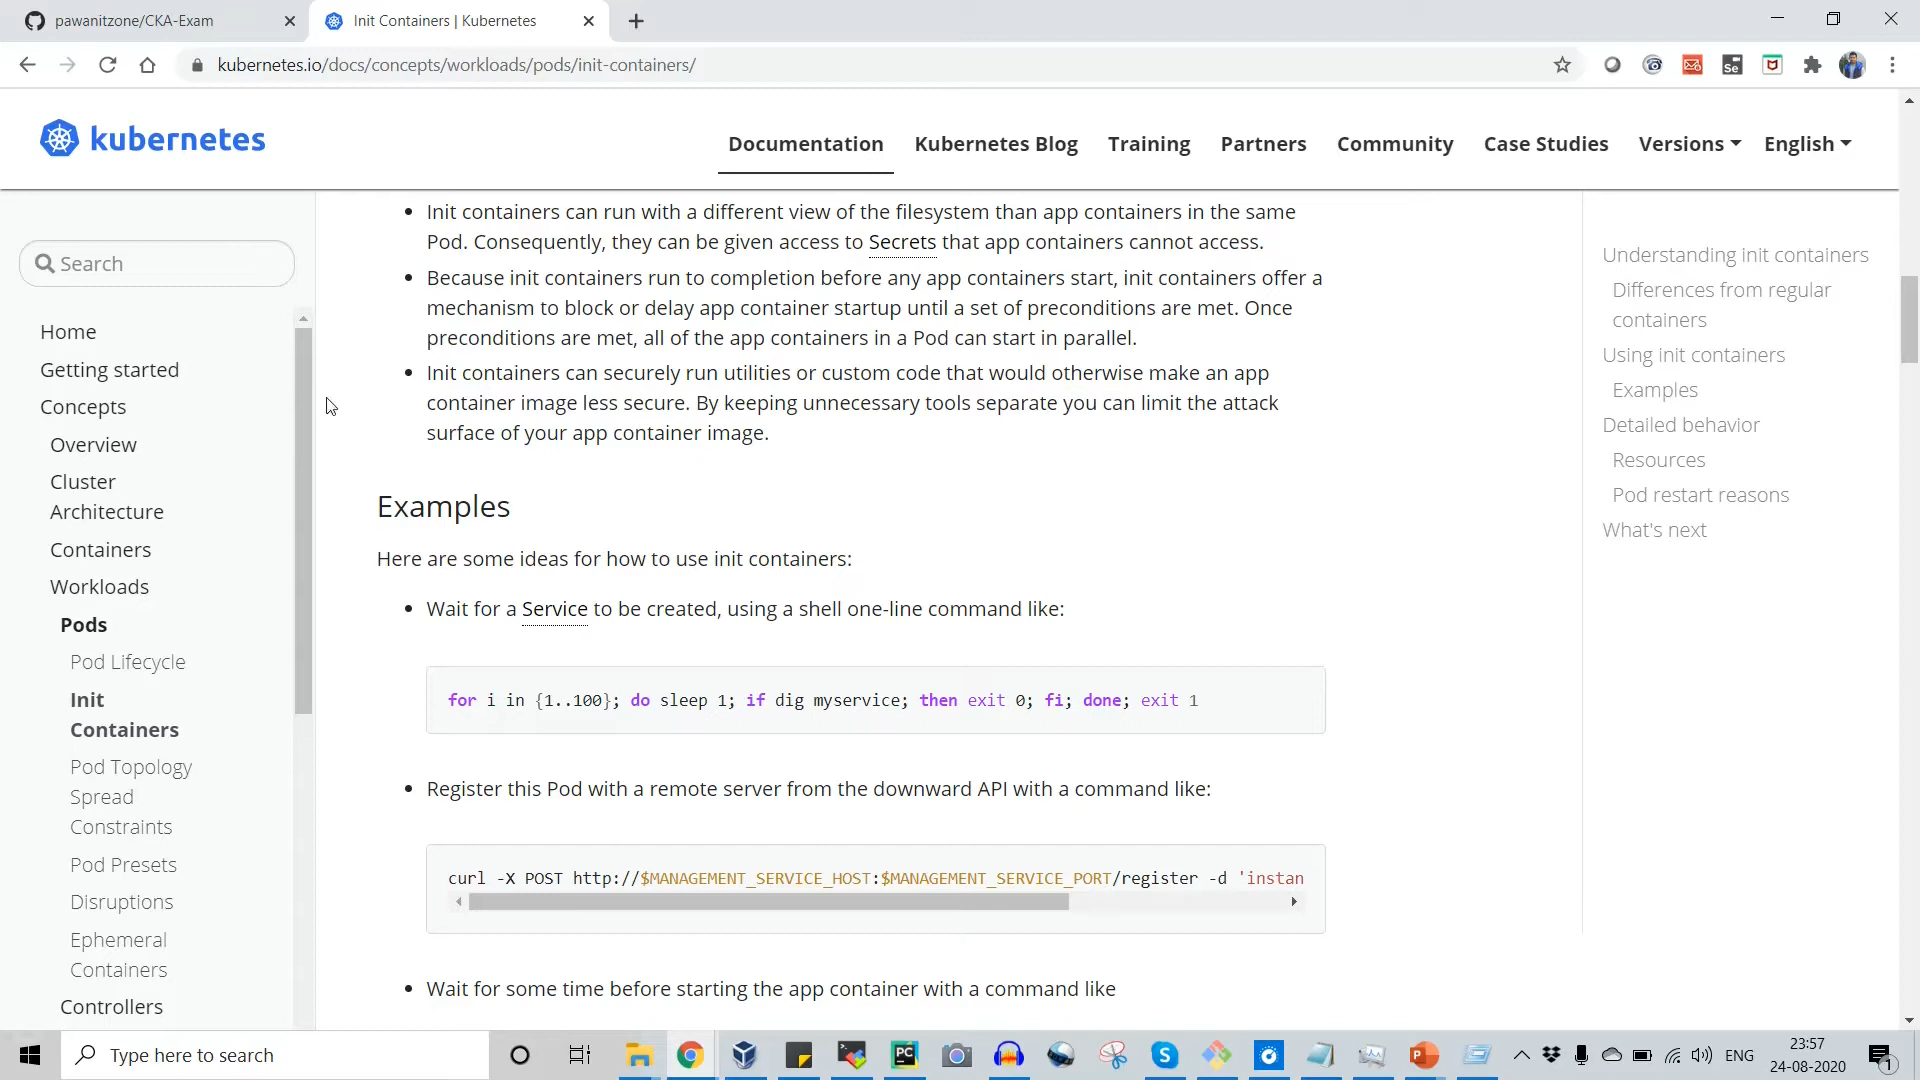 pawanitzone/CKA-Exam
Init Containers | Kubernetes
kubernetes.io/docs/concepts/workloads/pods/init-containers/
Se
kubernetes
Documentation
Kubernetes Blog
Training
Partners
Community
Case Studies
Versions
English
Search
Home
Getting started
Concepts
Overview
Cluster
Architecture
Containers
Workloads
Pods
Pod Lifecycle
Init
Containers
Pod Topology
Spread
Constraints
Pod Presets
Disruptions
Ephemeral
Containers
Controllers
Init containers can run with a different view of the filesystem than app containers in the same
Pod. Consequently, they can be given access to Secrets that app containers cannot access.
Because init containers run to completion before any app containers start, init containers offer a
mechanism to block or delay app container startup until a set of preconditions are met. Once
preconditions are met, all of the app containers in a Pod can start in parallel.
Init containers can securely run utilities or custom code that would otherwise make an app
container image less secure. By keeping unnecessary tools separate you can limit the attack
surface of your app container image.
Examples
Here are some ideas for how to use init containers:
Wait for a Service to be created, using a shell one-line command like:
for i in {1..100}; do sleep 1; if dig myservice; then exit 0; fi; done; exit 1
Register this Pod with a remote server from the downward API with a command like:
curl -X POST http://$MANAGEMENT_SERVICE_HOST:$MANAGEMENT_SERVICE_PORT/register -d 'instan
Wait for some time before starting the app container with a command like
Understanding init containers
Differences from regular
containers
Using init containers
Examples
Detailed behavior
Resources
Pod restart reasons
What's next
Type here to search
PC
S
P
ENG
23:57
24-08-2020
1